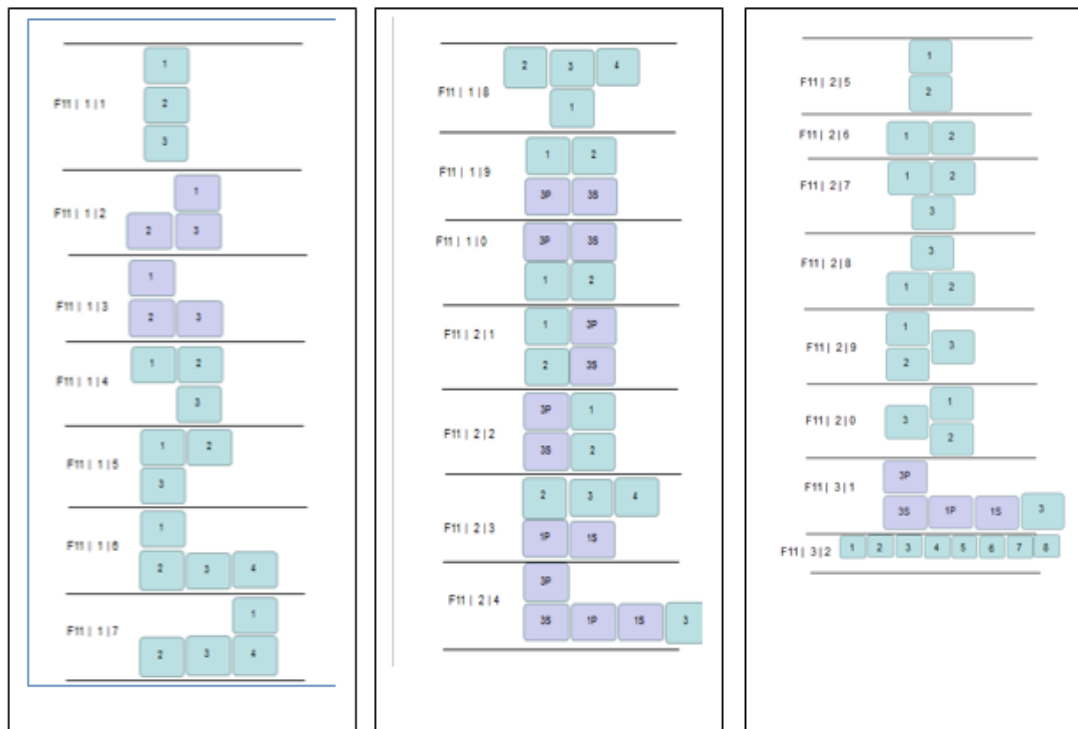 1
F11 | 1 | 1
2
3
1
F11 | 1 | 2
2 3
1
F11 | 1 | 3
2 3
1 2
F11 | 1 | 4
3
1 2
F11 | 1 | 5
3
1
F11 | 1 | 6
2 3 4
1
F11 | 1 | 7
2 3 4
2 3 4
F11 | 1 | 8
1
1 2
F11 | 1 | 9
3P 3S
F11 | 1 | 0
3P 3S
1 2
F11 | 2 | 1
1 3P
2 3S
3P 1
F11 | 2 | 2
3S 2
2 3 4
F11 | 2 | 3
1P 1S
3P
F11 | 2 | 4
3S 1P 1S 3
1
F11 | 2 | 5
2
F11 | 2 | 6
1 2
1 2
F11 | 2 | 7
3
3
F11 | 2 | 8
1 2
1
F11 | 2 | 9
3
2
1
F11 | 2 | 0
3
2
3P
F11 | 3 | 1
3S 1P 1S 3
F11 | 3 | 2
1 2 3 4 5 6 7 8